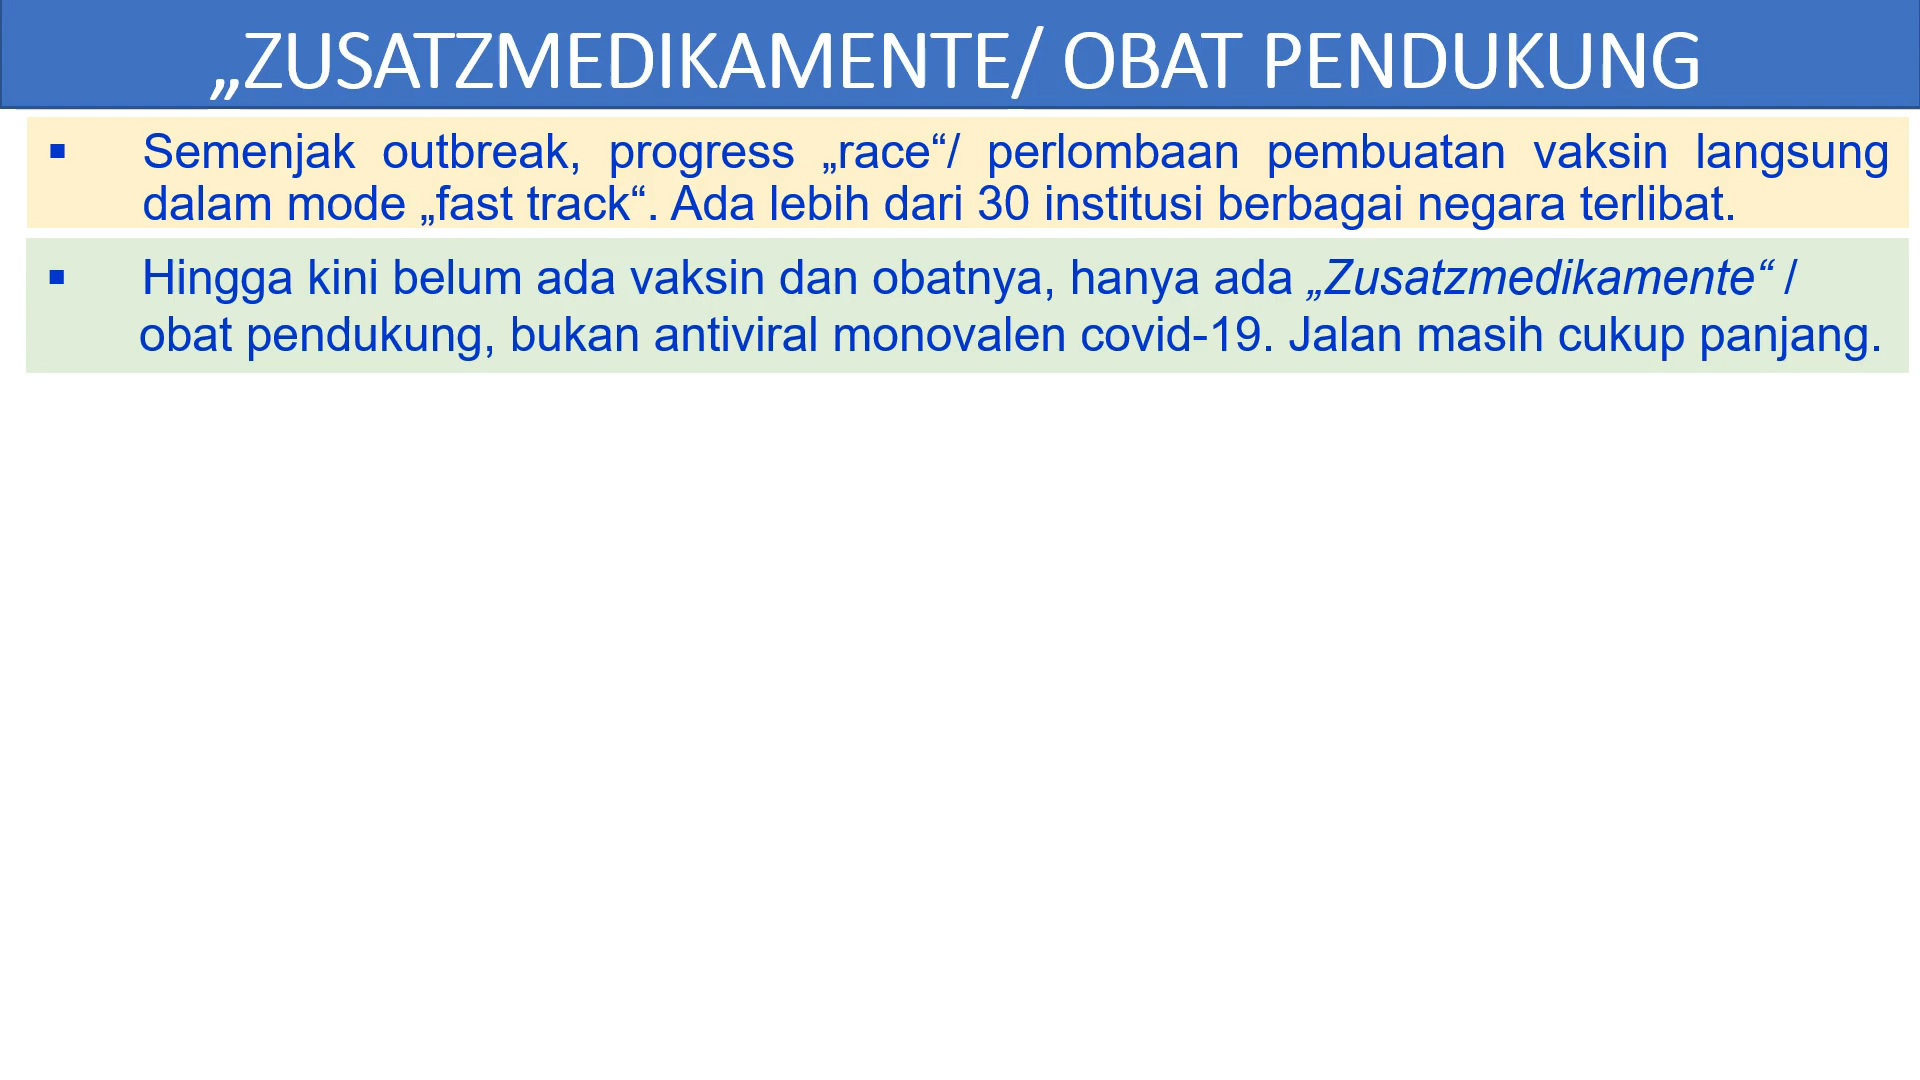 „ZUSATZMEDIKAMENTE/ OBAT PENDUKUNG
▪ Semenjak outbreak, progress „race“/ perlombaan pembuatan vaksin langsung
dalam mode „fast track“. Ada lebih dari 30 institusi berbagai negara terlibat.
▪ Hingga kini belum ada vaksin dan obatnya, hanya ada „Zusatzmedikamente“ /
obat pendukung, bukan antiviral monovalen covid-19. Jalan masih cukup panjang.